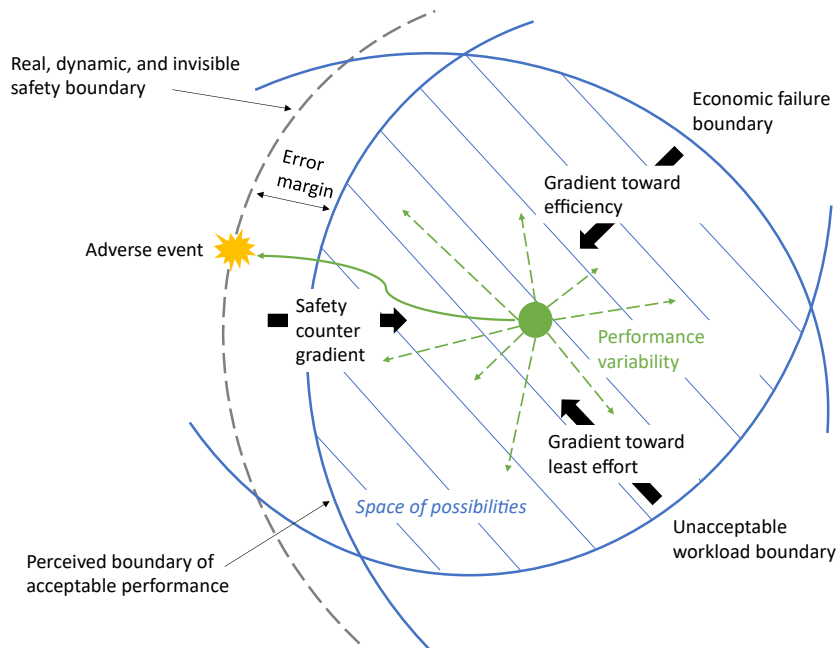 Real, dynamic, and invisible
safety boundary
Economic failure
boundary
Error
margin
Gradient toward
efficiency
Adverse event
Safety
counter
gradient
Performance
variability
Gradient toward
least effort
Space of possibilities
Unacceptable
workload boundary
Perceived boundary of
acceptable performance